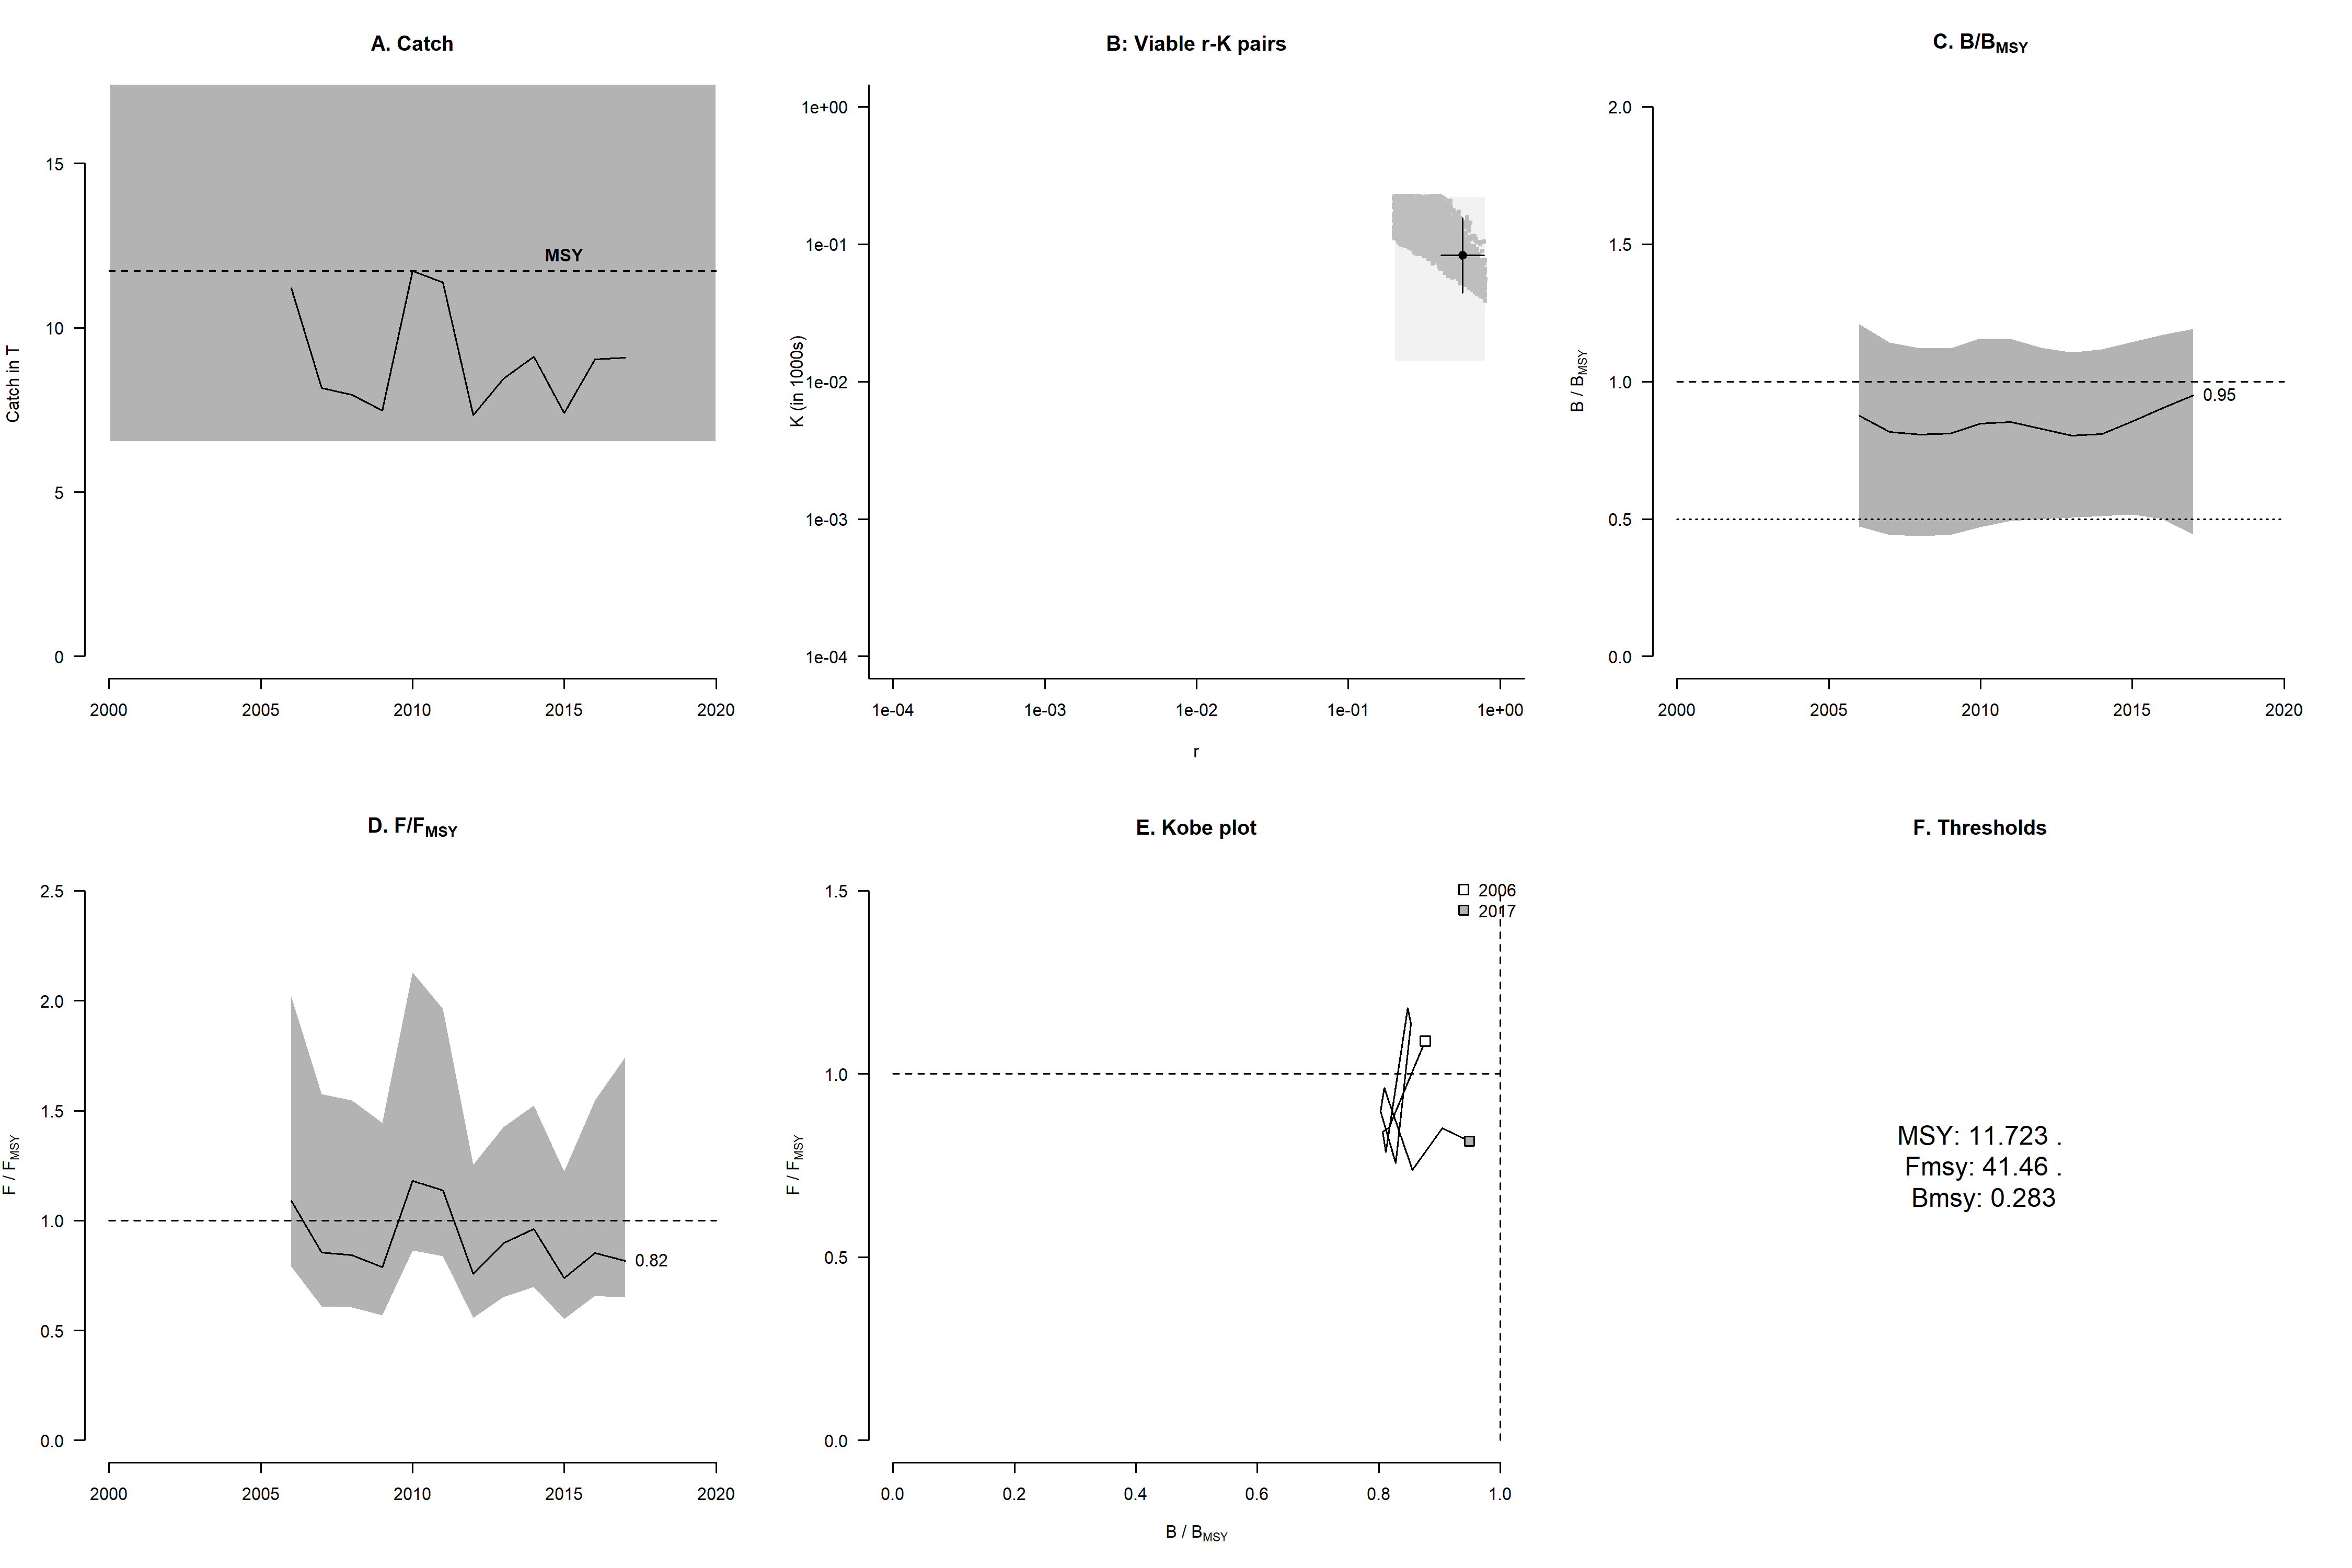 A. Catch
Catch in T
15
10
5
0
MSY
2000 2005 2010 2015 2020
B: Viable r-K pairs
K (in 1000s)
1e+00
1e-01
1e-02
1e-03
1e-04
1e-04 1e-03 1e-02 1e-01 1e+00
r
C. B/BMSY
B / BMSY
2.0
1.5
1.0
0.5
0.0
0.95
2000 2005 2010 2015 2020
D. F/FMSY
F / FMSY
2.5
2.0
1.5
1.0
0.5
0.0
0.82
2000 2005 2010 2015 2020
E. Kobe plot
F / FMSY
1.5
1.0
0.5
0.0
2006
2017
0.0 0.2 0.4 0.6 0.8 1.0
B / BMSY
F. Thresholds
MSY: 11.723 .
Fmsy: 41.46 .
Bmsy: 0.283